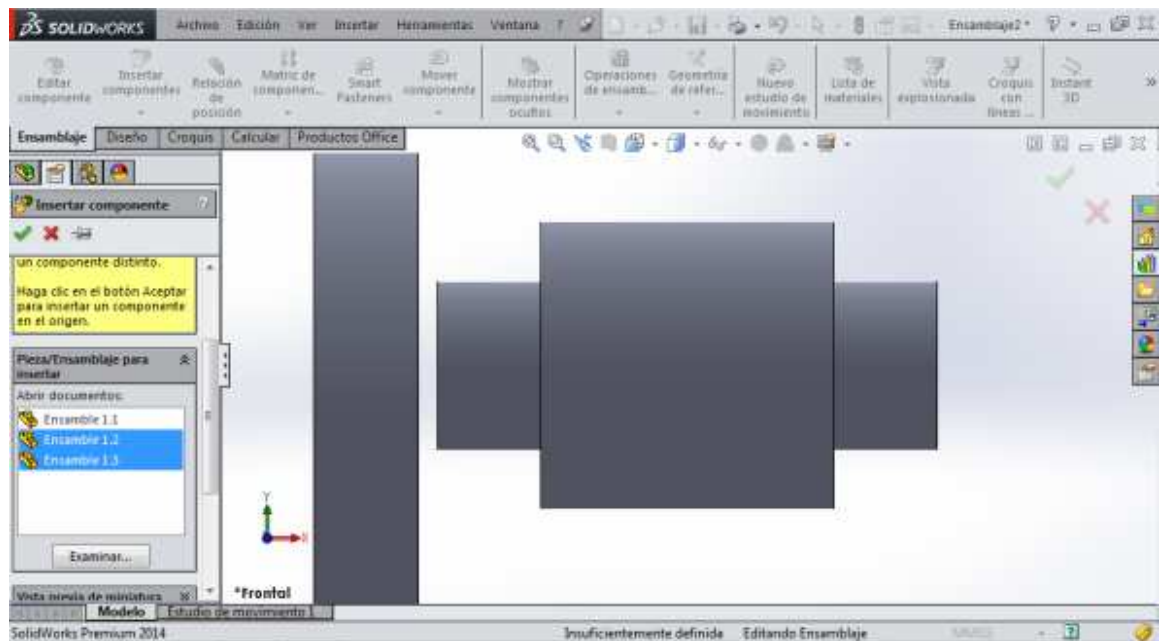 SOLIDWORKS Archivo Edición Ver Insertar Herramientas Ventana ? Ensamblaje2 *
Editar componente
Insertar componentes
Relación de posición
Matriz de componen...
Smart Fasteners
Mover componente
Mostrar componentes ocultos
Operaciones de ensamb...
Geometría de refer...
Nuevo estudio de movimiento
Lista de materiales
Vista explosionada
Croquis con líneas ...
Instant 3D
Ensamblaje Diseño Croquis Calcular Productos Office
Insertar componente ?
un componente distinto.
Haga clic en el botón Aceptar
para insertar un componente
en el origen.
Pieza/Ensamblaje para
insertar
Abrir documentos:
Ensamble 1.1
Ensamble 1.2
Ensamble 1.3
Examinar...
Vista previa de miniatura
Y
X
*Frontal
Modelo Estudio de movimiento 1
SolidWorks Premium 2014 Insuficientemente definida Editando Ensamblaje